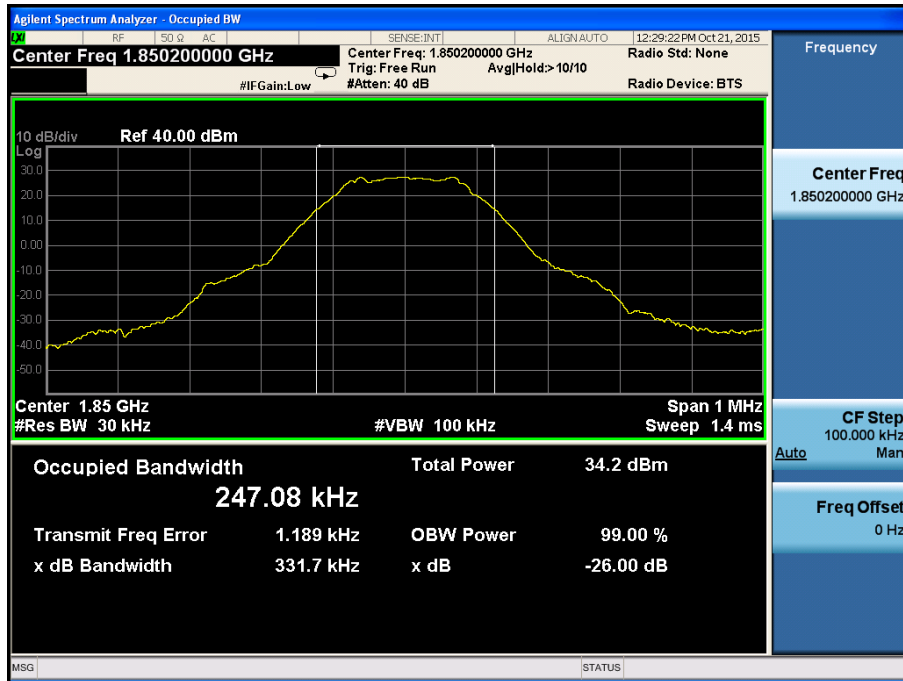 Agilent Spectrum Analyzer - Occupied BW
LXI RF 50 Ω AC SENSE:INT ALIGN AUTO 12:29:22 PM Oct 21, 2015
Center Freq 1.850200000 GHz
Center Freq: 1.850200000 GHz
Radio Std: None
Trig: Free Run Avg|Hold:>10/10
#IFGain:Low
#Atten: 40 dB
Radio Device: BTS
10 dB/div Ref 40.00 dBm
Log
30.0
20.0
10.0
0.00
-10.0
-20.0
-30.0
-40.0
-50.0
Center 1.85 GHz Span 1 MHz
#Res BW 30 kHz #VBW 100 kHz Sweep 1.4 ms
Occupied Bandwidth
247.08 kHz
Total Power 34.2 dBm
Transmit Freq Error 1.189 kHz OBW Power 99.00 %
x dB Bandwidth 331.7 kHz x dB -26.00 dB
MSG STATUS
Frequency
Center Freq
1.850200000 GHz
CF Step
100.000 kHz
Auto Man
Freq Offset
0 Hz